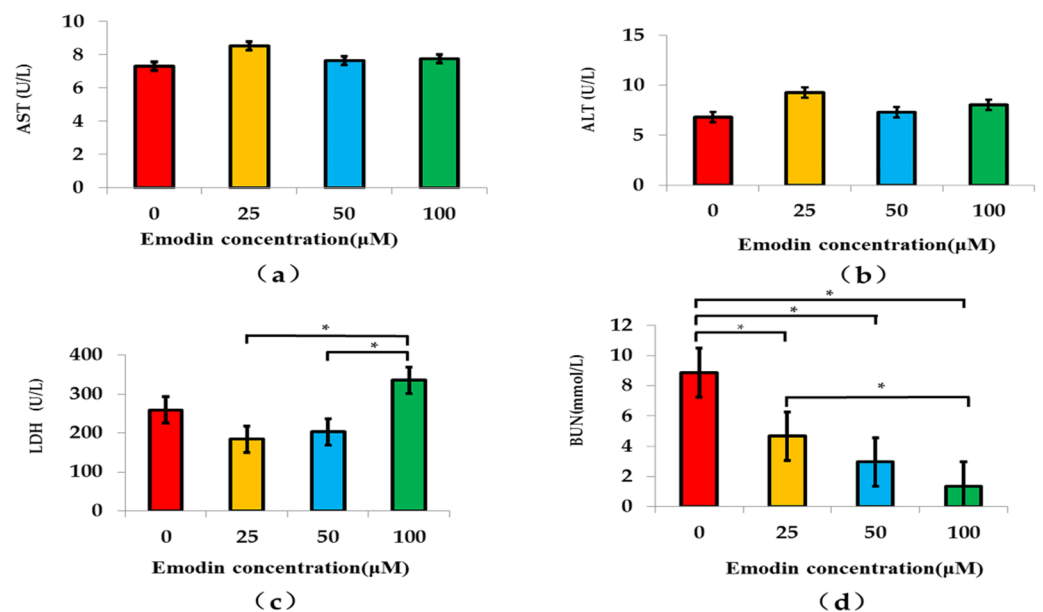 10
8
6
4
2
0
AST (U/L)
0 25 50 100
Emodin concentration(μM)
(a)
15
10
5
0
ALT (U/L)
0 25 50 100
Emodin concentration(μM)
(b)
* 
*
400
300
200
100
0
LDH (U/L)
0 25 50 100
Emodin concentration(μM)
(c)
*
*
*
*
12
10
8
6
4
2
0
BUN(mmol/L)
0 25 50 100
Emodin concentration(μM)
(d)